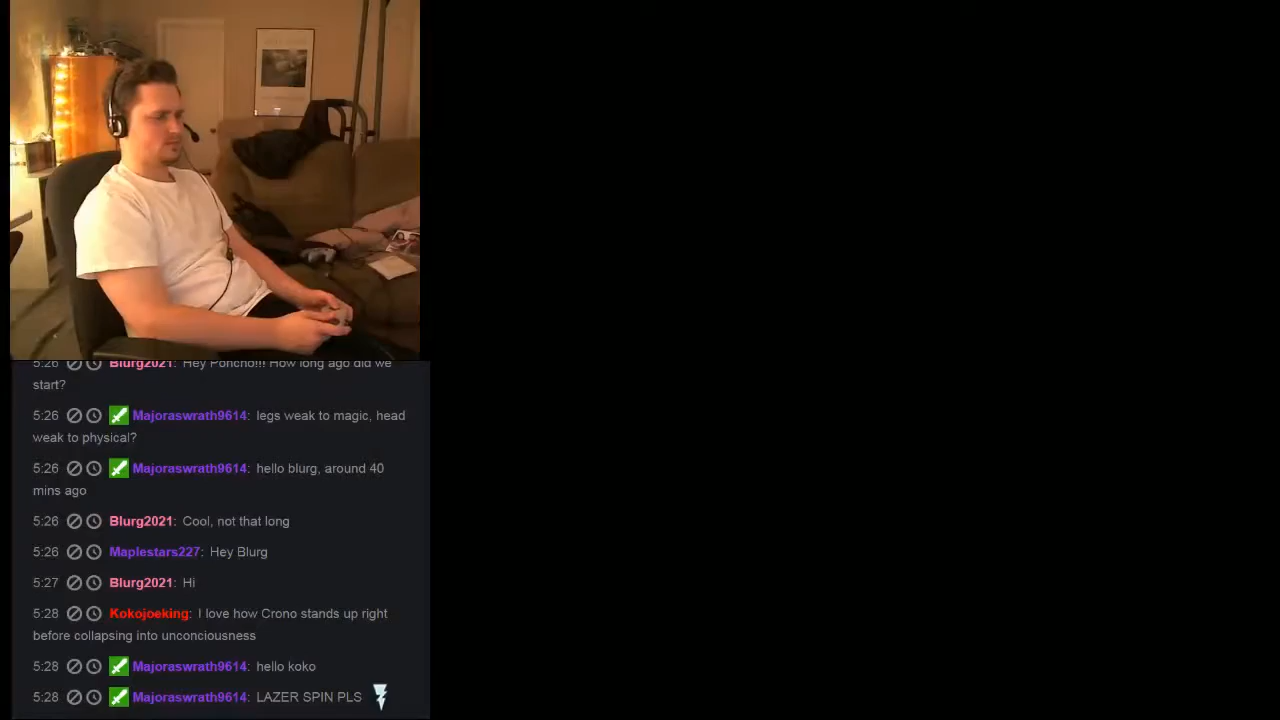 5:26 Blurg2021: Hey Poncho!!! How long ago did we
start?
5:26 Majoraswrath9614: legs weak to magic, head
weak to physical?
5:26 Majoraswrath9614: hello blurg, around 40
mins ago
5:26 Blurg2021: Cool, not that long
5:26 Maplestars227: Hey Blurg
5:27 Blurg2021: Hi
5:28 Kokojoeking: I love how Crono stands up right
before collapsing into unconciousness
5:28 Majoraswrath9614: hello koko
5:28 Majoraswrath9614: LAZER SPIN PLS